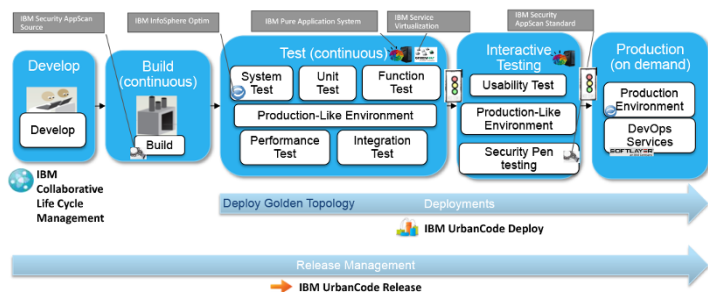 IBM Security AppScan
Source
IBM InfoSphere Optim
IBM Pure Application System
IBM Service
Virtualization
IBM Security
AppScan Standard
Develop
Build
(continuous)
Test (continuous)
Interactive
Testing
Production
(on demand)
System
Test
Unit
Test
Function
Test
Usability Test
Production
Environment
Develop
Build
Production-Like Environment
Production-Like
Environment
DevOps
Services
SOFTLAYER
Performance
Test
Integration
Test
Security Pen
testing
IBM
Collaborative
Life Cycle
Management
Deploy Golden Topology
Deployments
IBM UrbanCode Deploy
Release Management
IBM UrbanCode Release